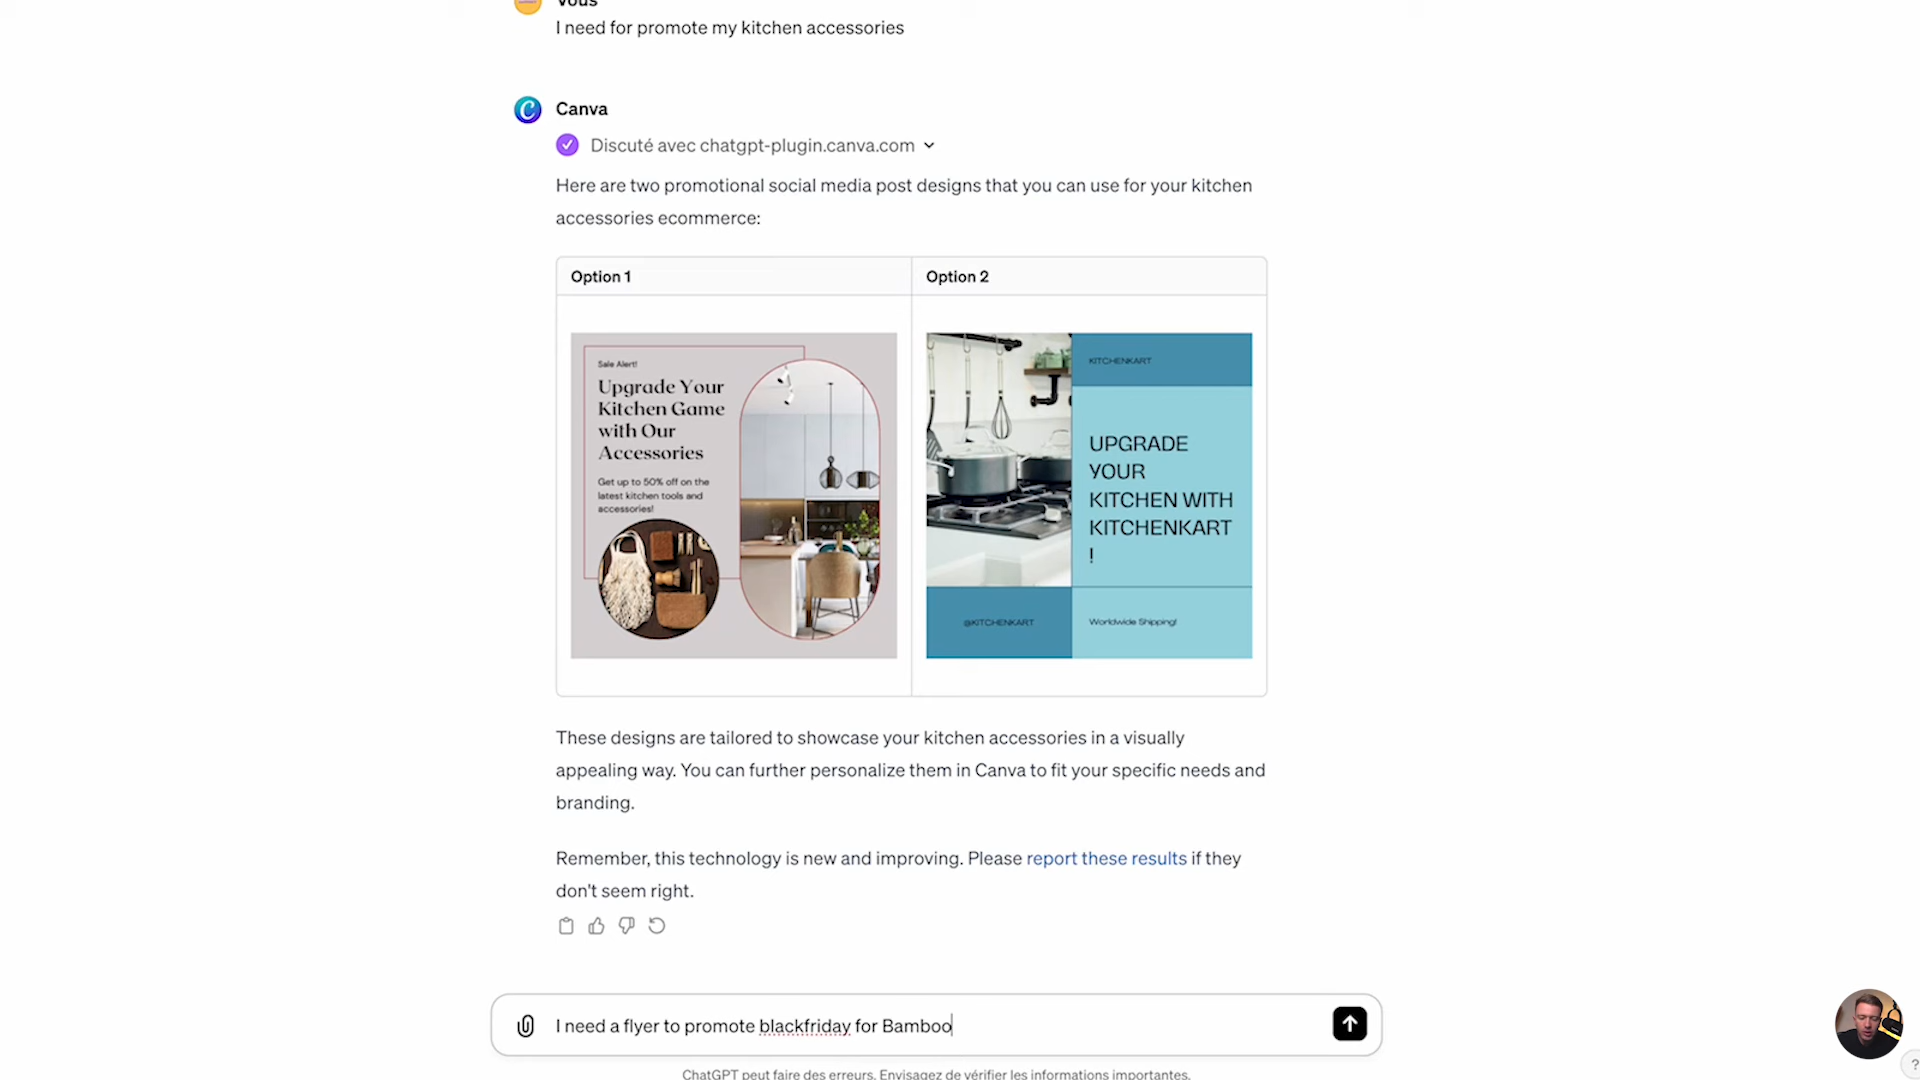 Vous
I need for promote my kitchen accessories
Canva
Discuté avec chatgpt-plugin.canva.com
Here are two promotional social media post designs that you can use for your kitchen
accessories ecommerce:
Option 1
Option 2
Sale Alert!
Upgrade Your
Kitchen Game
with Our
Accessories
Get up to 50% off on the
latest kitchen tools and
accessories!
KITCHENKART
UPGRADE
YOUR
KITCHEN WITH
KITCHENKART
!
@KITCHENKART
Worldwide Shipping!
These designs are tailored to showcase your kitchen accessories in a visually
appealing way. You can further personalize them in Canva to fit your specific needs and
branding.
Remember, this technology is new and improving. Please report these results if they
don't seem right.
I need a flyer to promote blackfriday for Bamboo
ChatGPT peut faire des erreurs. Envisagez de vérifier les informations importantes.
?